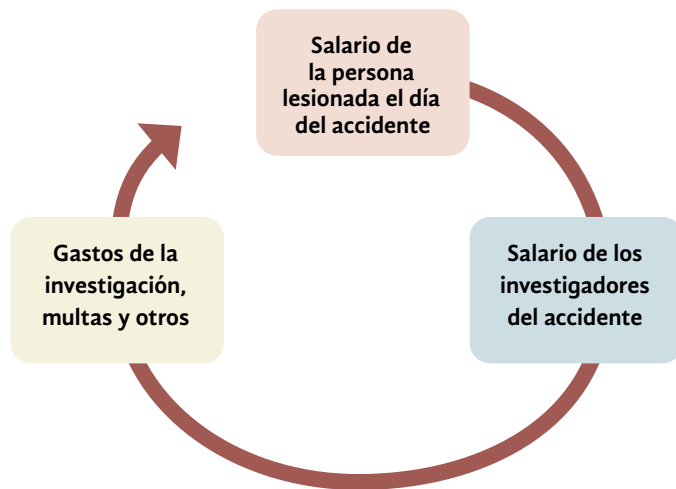 Salario de
la persona
lesionada el día
del accidente
Salario de los
investigadores
del accidente
Gastos de la
investigación,
multas y otros